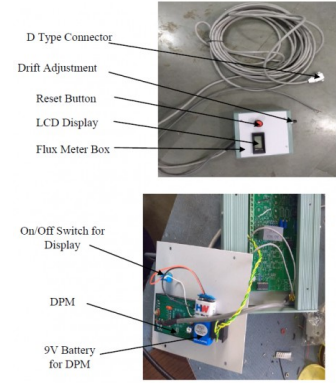 D Type Connector
Drift Adjustment
Reset Button
LCD Display
Flux Meter Box
On/Off Switch for
Display
DPM
9V Battery
for DPM
HW